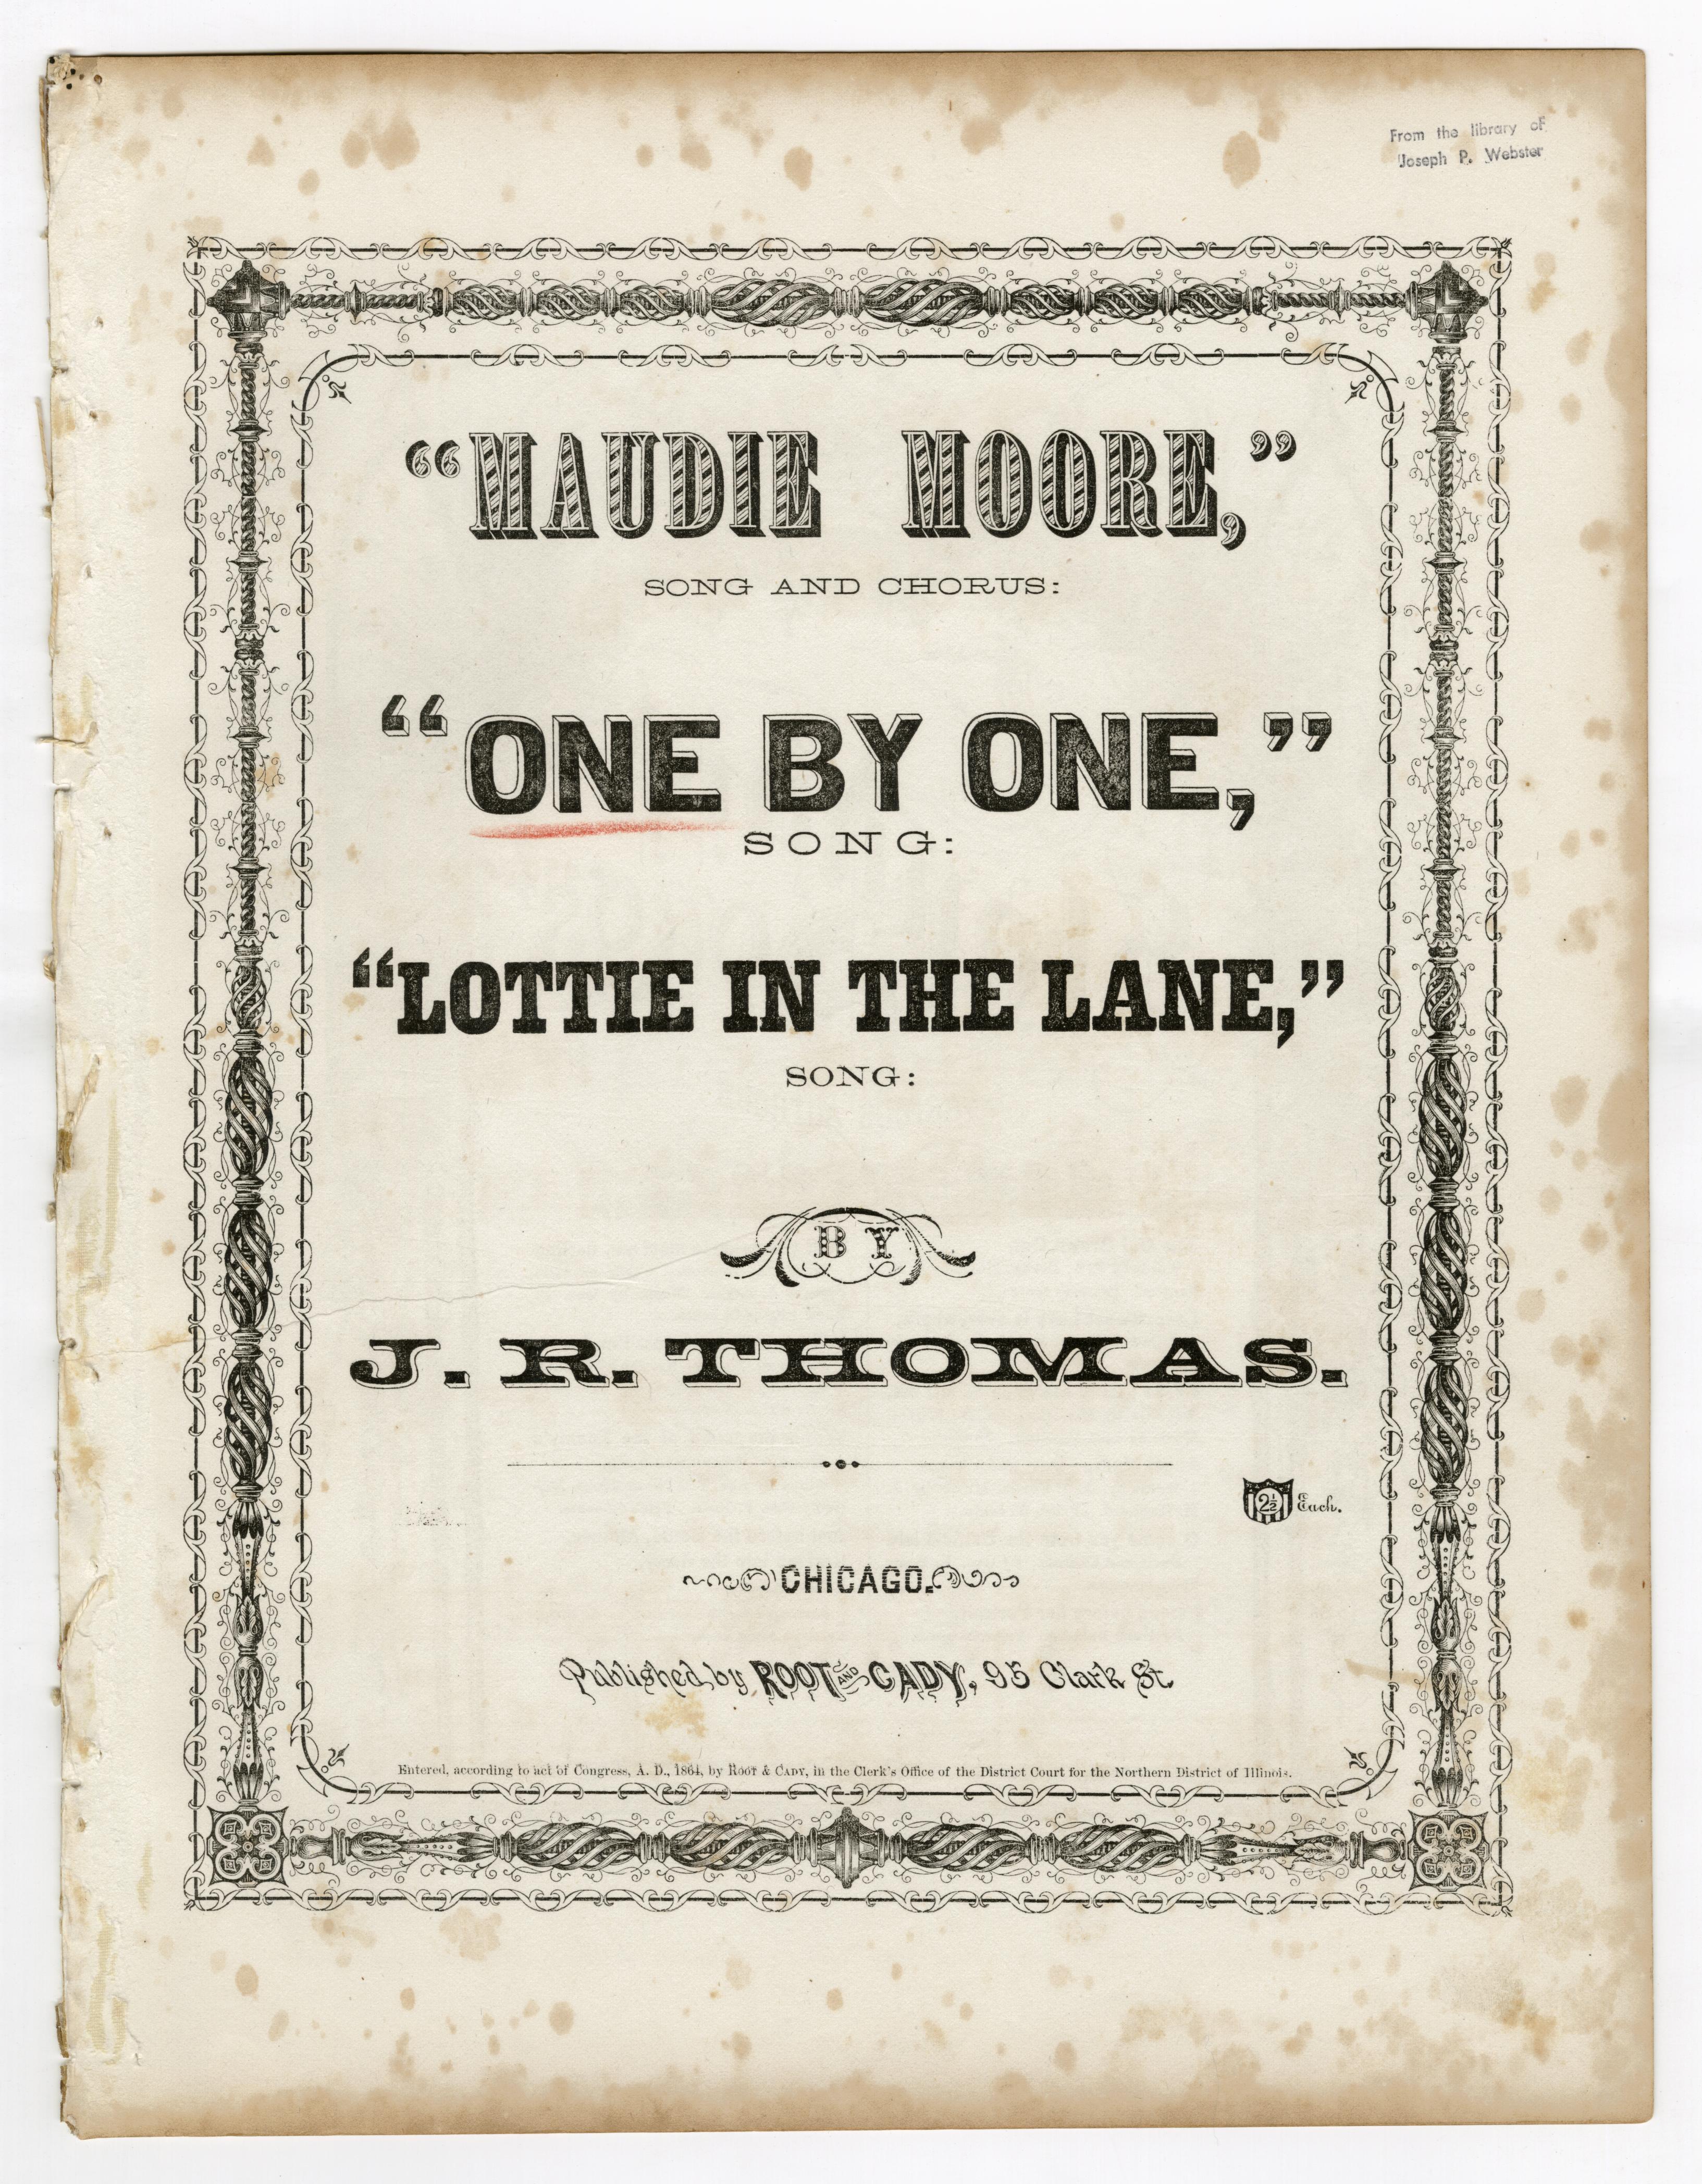 From the library of
Joseph P. Webster
“MAUDIE MOORE,”
SONG AND CHORUS:
“ONE BY ONE,”
SONG:
“LOTTIE IN THE LANE,”
SONG:
BY
J. R. THOMAS.
2½ Each.
CHICAGO.
Published by ROOT AND CADY, 95 Clark St.
Entered, according to act of Congress, A. D., 1864, by ROOT & CADY, in the Clerk's Office of the District Court for the Northern District of Illinois.